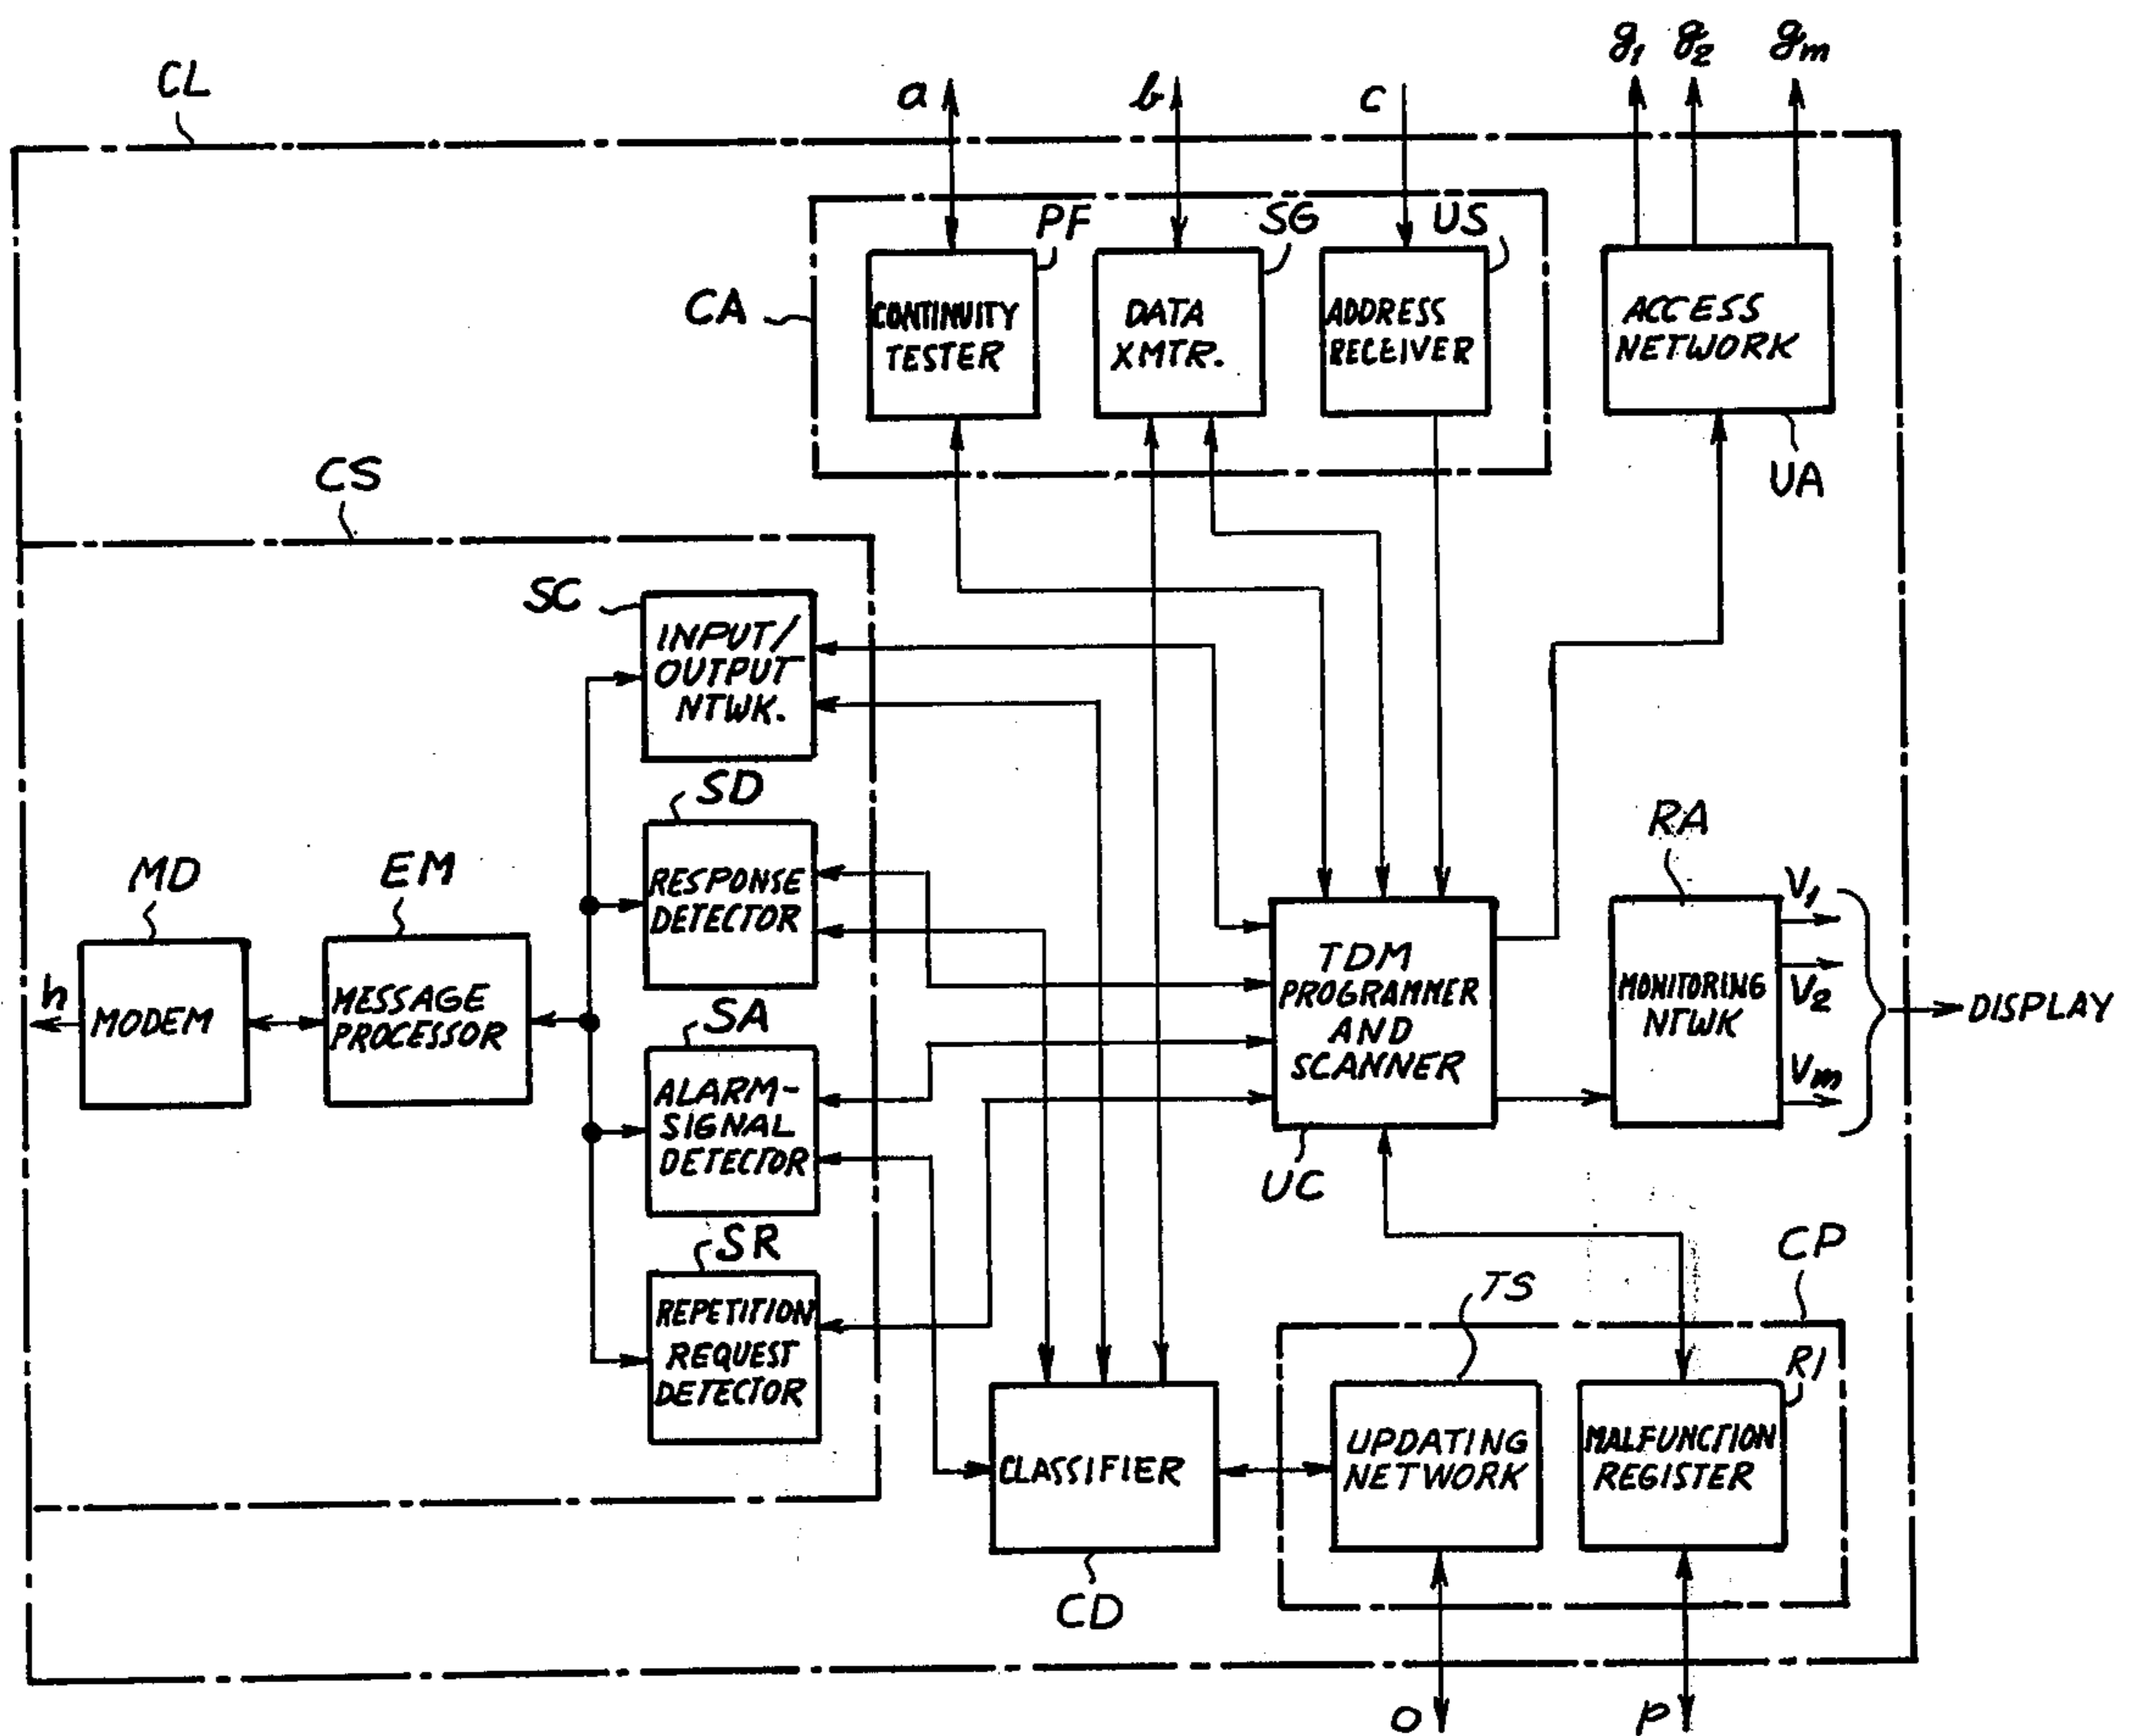 g1 g2 gm
CL
a
b
c
PF
SG
US
CA
CONTINUITY
TESTER
DATA
XMTR.
ADDRESS
RECEIVER
ACCESS
NETWORK
UA
CS
SC
INPUT/
OUTPUT
NTWK.
SD
RESPONSE
DETECTOR
MD
EM
h
MODEM
MESSAGE
PROCESSOR
SA
ALARM-
SIGNAL
DETECTOR
SR
REPETITION
REQUEST
DETECTOR
TDM
PROGRAMMER
AND
SCANNER
UC
RA
MONITORING
NTWK
V1
V2
Vm
DISPLAY
CP
TS
RI
CLASSIFIER
CD
UPDATING
NETWORK
MALFUNCTION
REGISTER
o
p